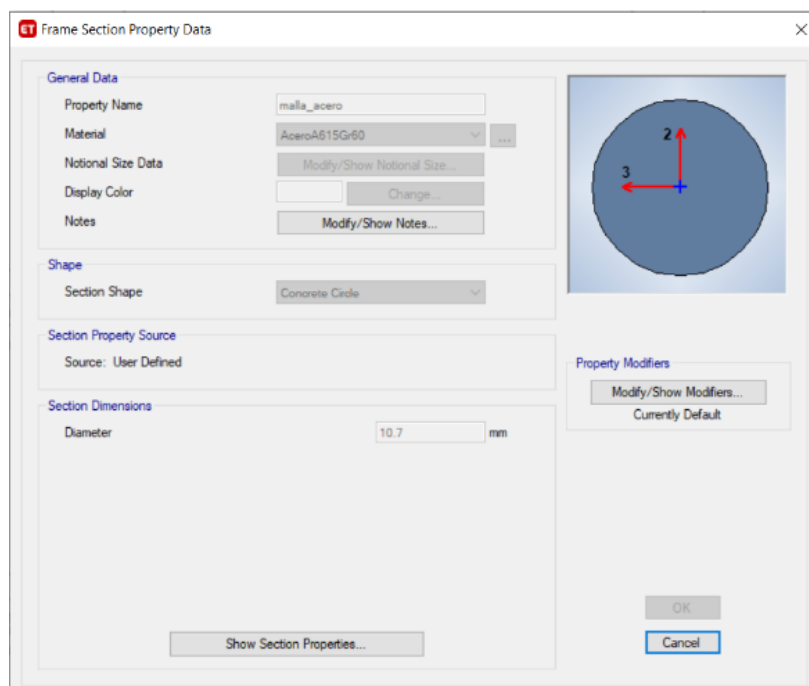 ET Frame Section Property Data
General Data
Property Name malla_acero
Material AceroA615Gr60 ...
Notional Size Data Modify/Show Notional Size...
Display Color Change...
Notes Modify/Show Notes...
Shape
Section Shape Concrete Circle
Section Property Source
Source: User Defined
Section Dimensions
Diameter 10.7 mm
Show Section Properties...
2
3
Property Modifiers
Modify/Show Modifiers...
Currently Default
OK
Cancel